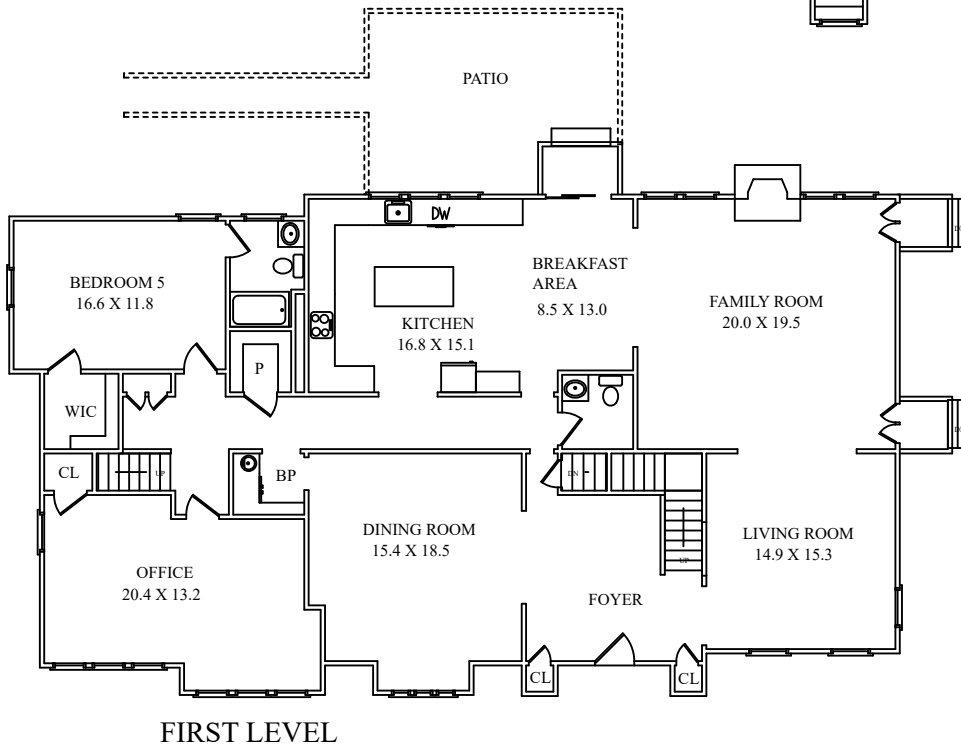 PATIO
DW
BREAKFAST
AREA
8.5 X 13.0
BEDROOM 5
16.6 X 11.8
FAMILY ROOM
20.0 X 19.5
KITCHEN
16.8 X 15.1
P
WIC
CL
UP
BP
DN
DINING ROOM
15.4 X 18.5
LIVING ROOM
14.9 X 15.3
UP
OFFICE
20.4 X 13.2
FOYER
CL
CL
FIRST LEVEL